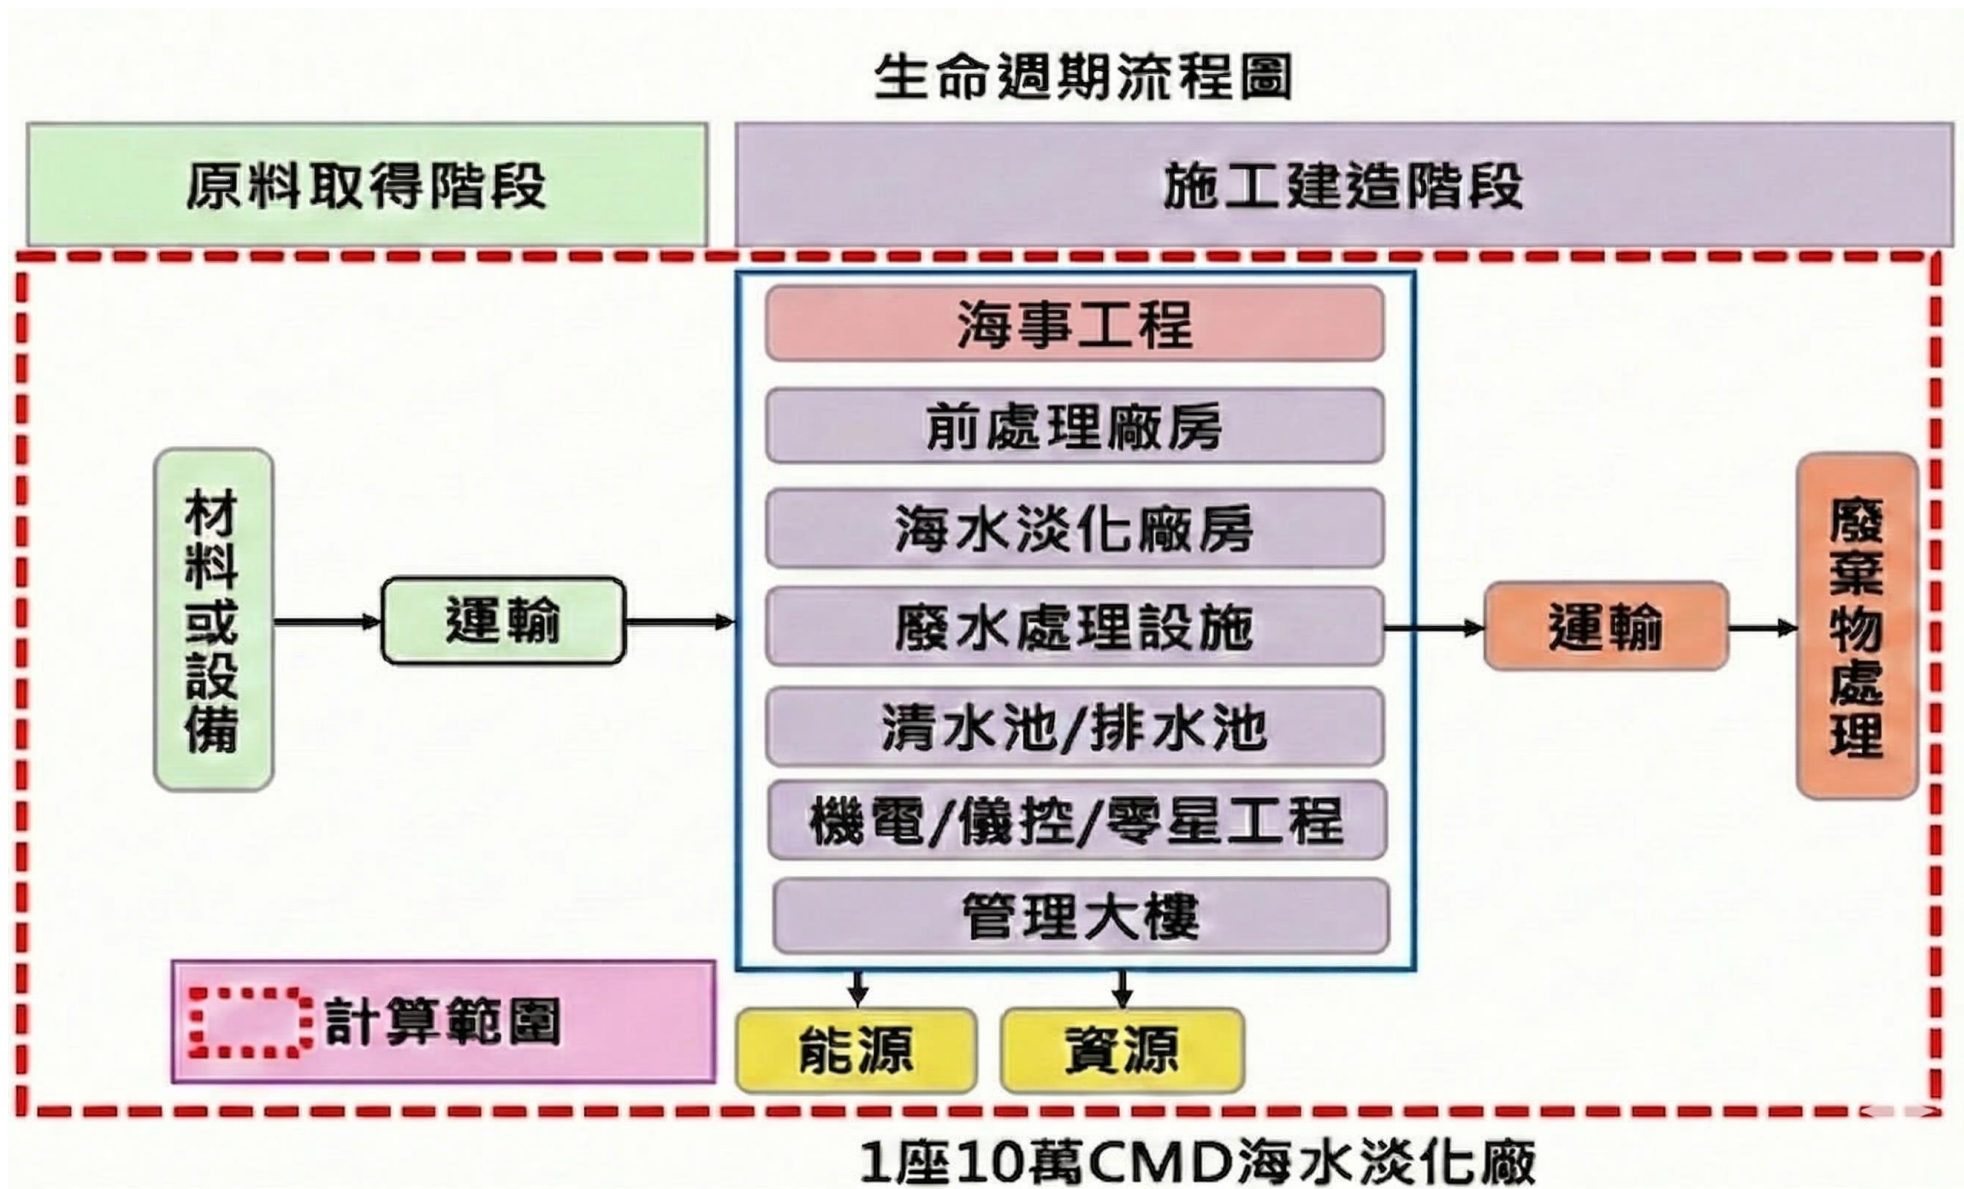 生命週期流程圖
原料取得階段
施工建造階段
材料或設備
運輸
海事工程
前處理廠房
海水淡化廠房
廢水處理設施
清水池/排水池
機電/儀控/零星工程
管理大樓
運輸
廢棄物處理
計算範圍
能源
資源
1座10萬CMD海水淡化廠